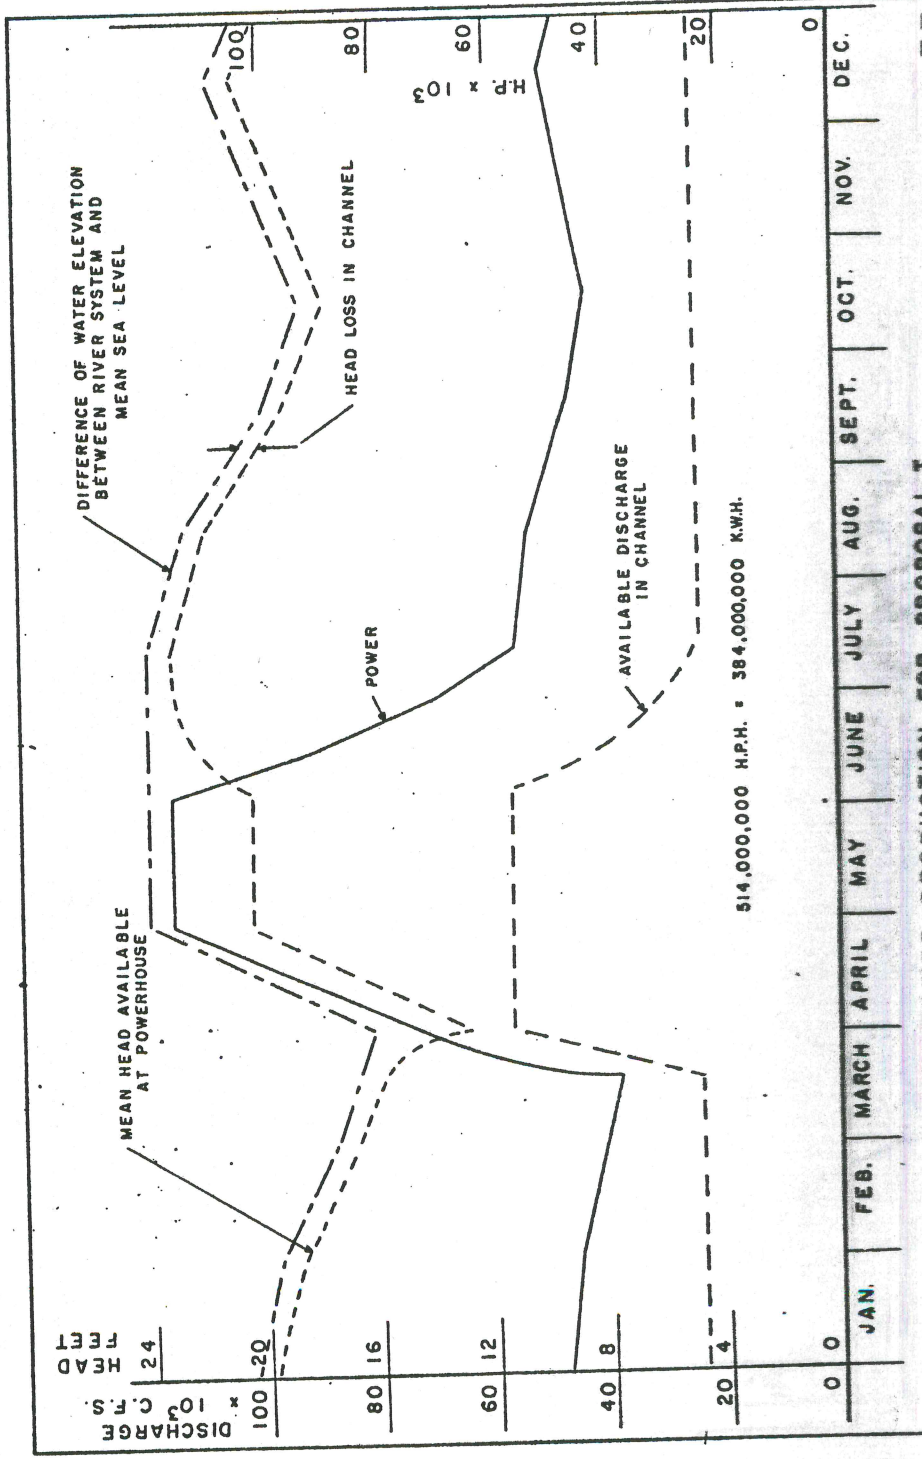 DISCHARGE
× 10³ C.F.S.
HEAD
FEET
100
80
60
40
20
0
24
20
16
12
8
4
0
MEAN HEAD AVAILABLE
AT POWERHOUSE
DIFFERENCE OF WATER ELEVATION
BETWEEN RIVER SYSTEM AND
MEAN SEA LEVEL
HEAD LOSS IN CHANNEL
POWER
AVAILABLE DISCHARGE
IN CHANNEL
514,000,000 H.P.H. = 384,000,000 K.W.H.
H.P. × 10³
100
80
60
40
20
0
JAN. FEB. MARCH APRIL MAY JUNE JULY AUG. SEPT. OCT. NOV. DEC.
PRODUCTION FOR PROPOSAL